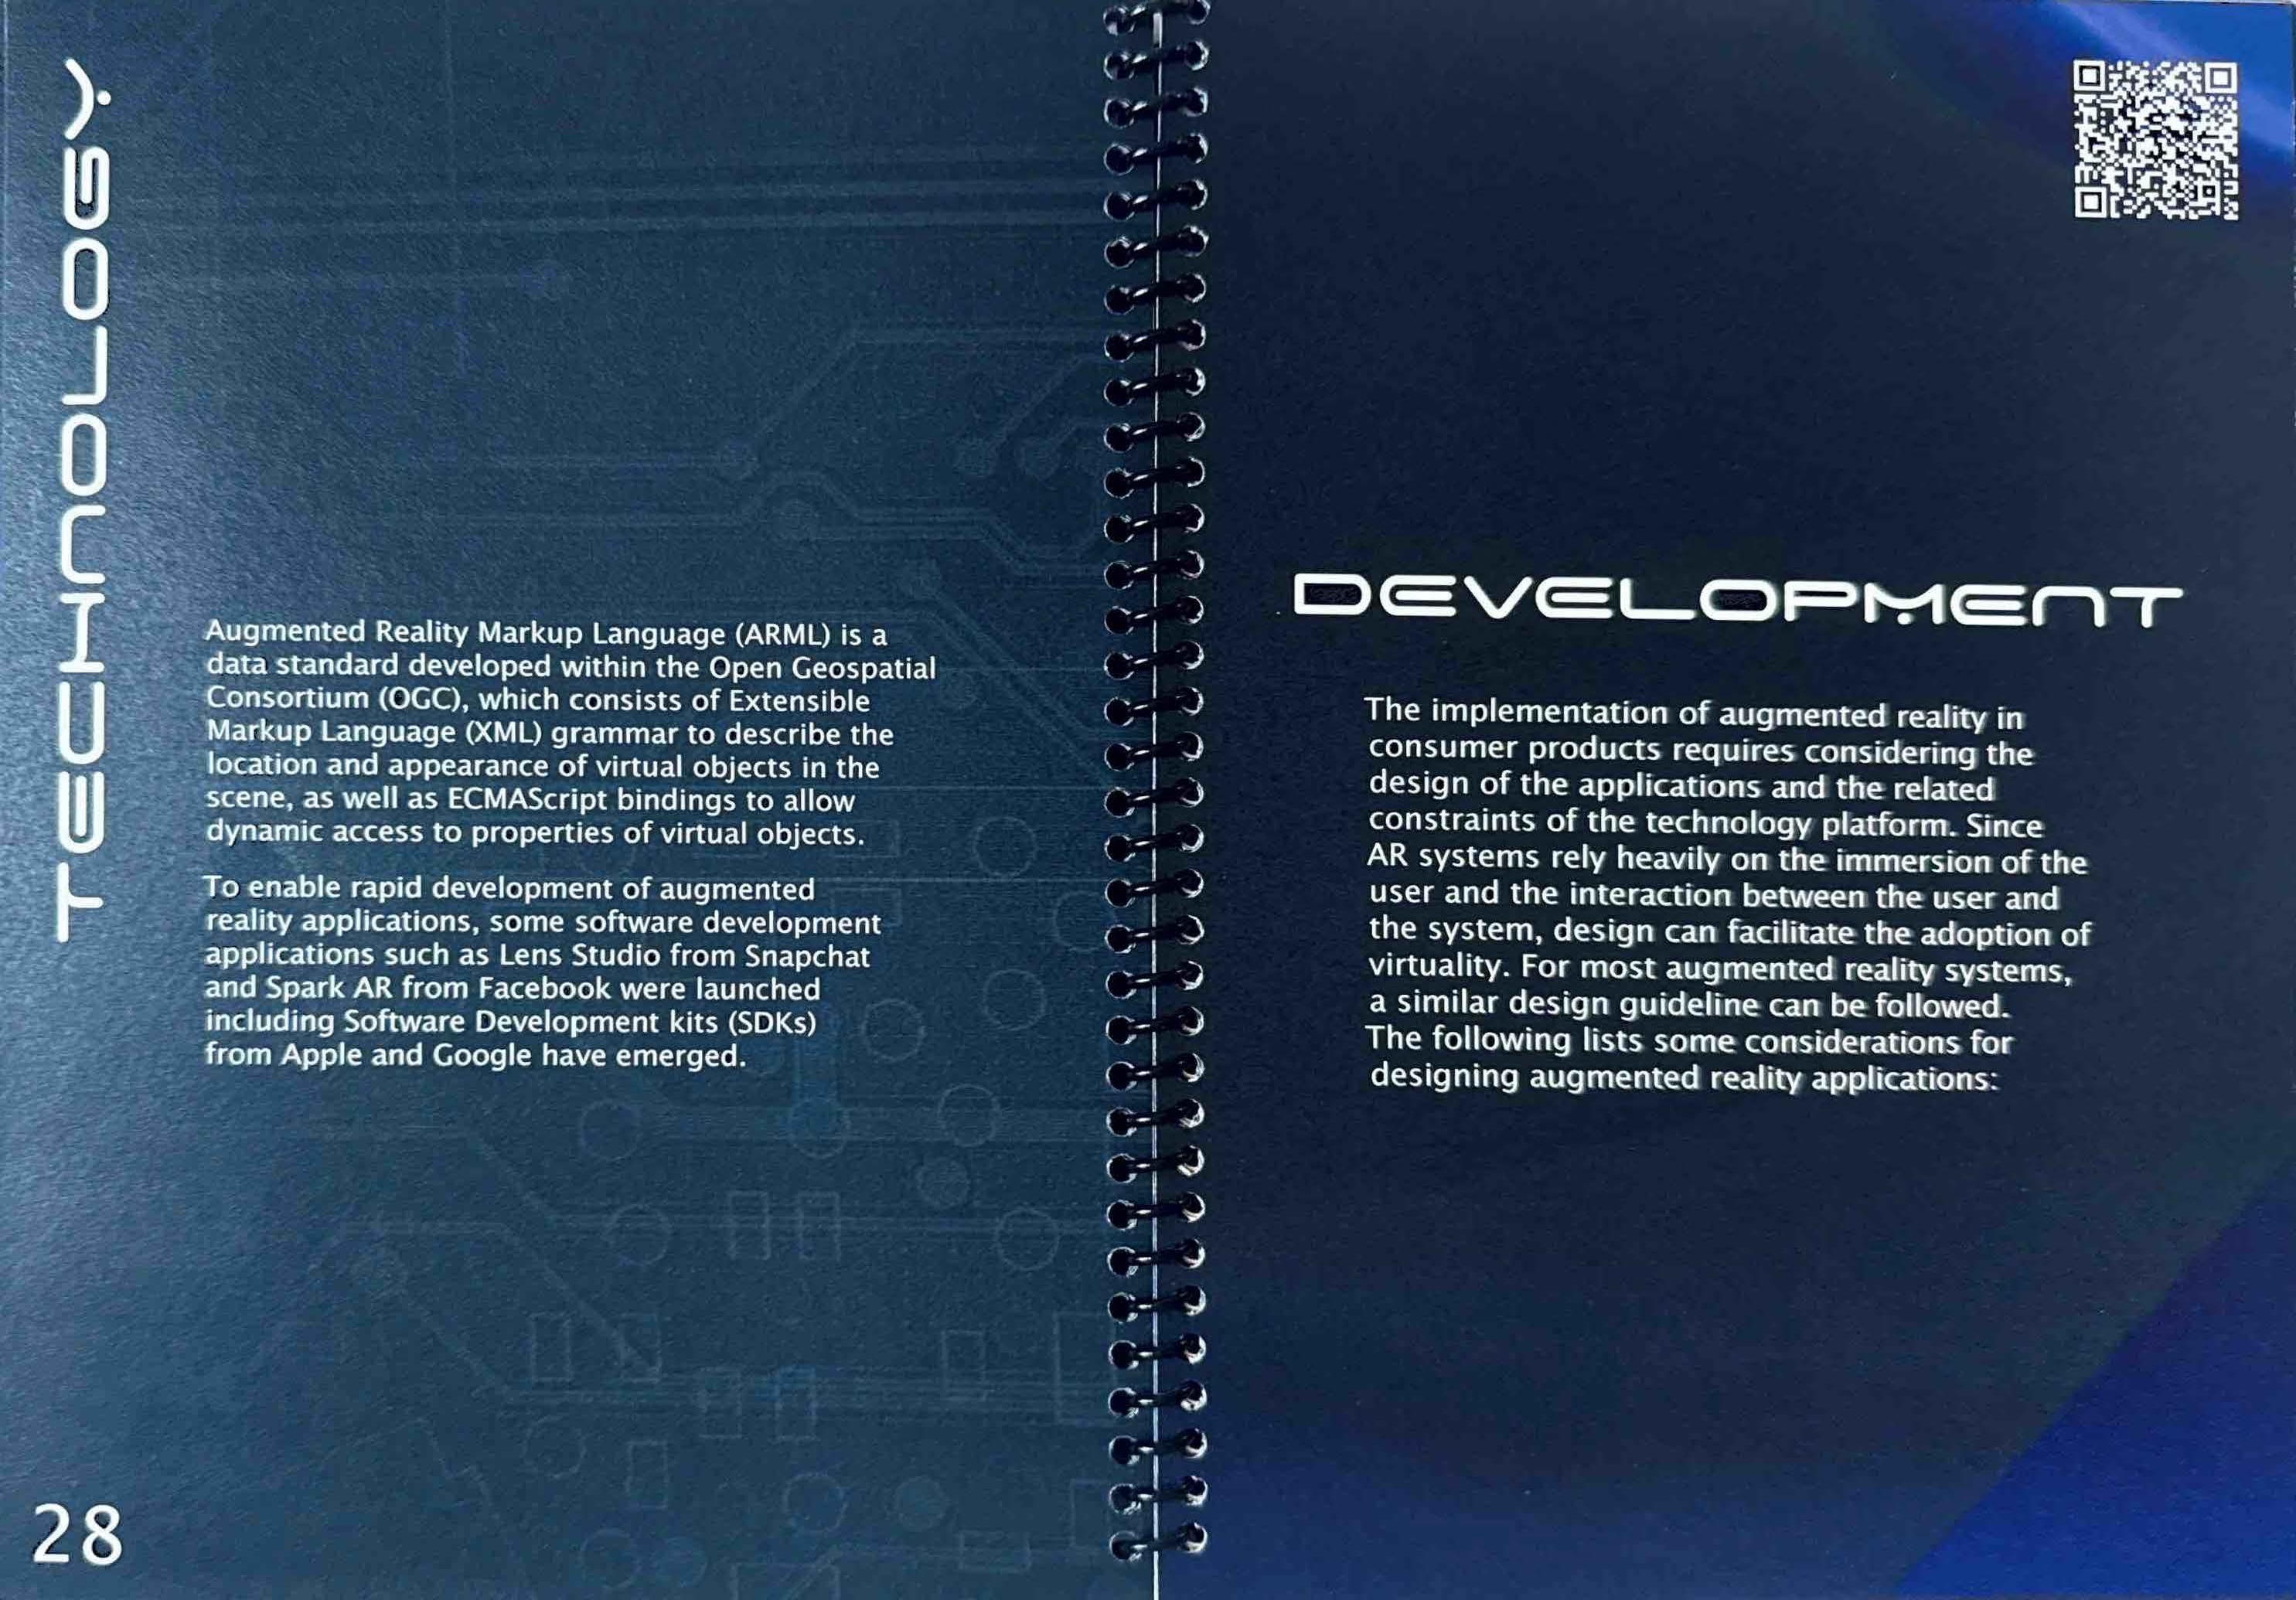 TECHNOLOGY
Augmented Reality Markup Language (ARML) is a
data standard developed within the Open Geospatial
Consortium (OGC), which consists of Extensible
Markup Language (XML) grammar to describe the
location and appearance of virtual objects in the
scene, as well as ECMAScript bindings to allow
dynamic access to properties of virtual objects.
To enable rapid development of augmented
reality applications, some software development
applications such as Lens Studio from Snapchat
and Spark AR from Facebook were launched
including Software Development kits (SDKs)
from Apple and Google have emerged.
28
DEVELOPMENT
The implementation of augmented reality in
consumer products requires considering the
design of the applications and the related
constraints of the technology platform. Since
AR systems rely heavily on the immersion of the
user and the interaction between the user and
the system, design can facilitate the adoption of
virtuality. For most augmented reality systems,
a similar design guideline can be followed.
The following lists some considerations for
designing augmented reality applications: